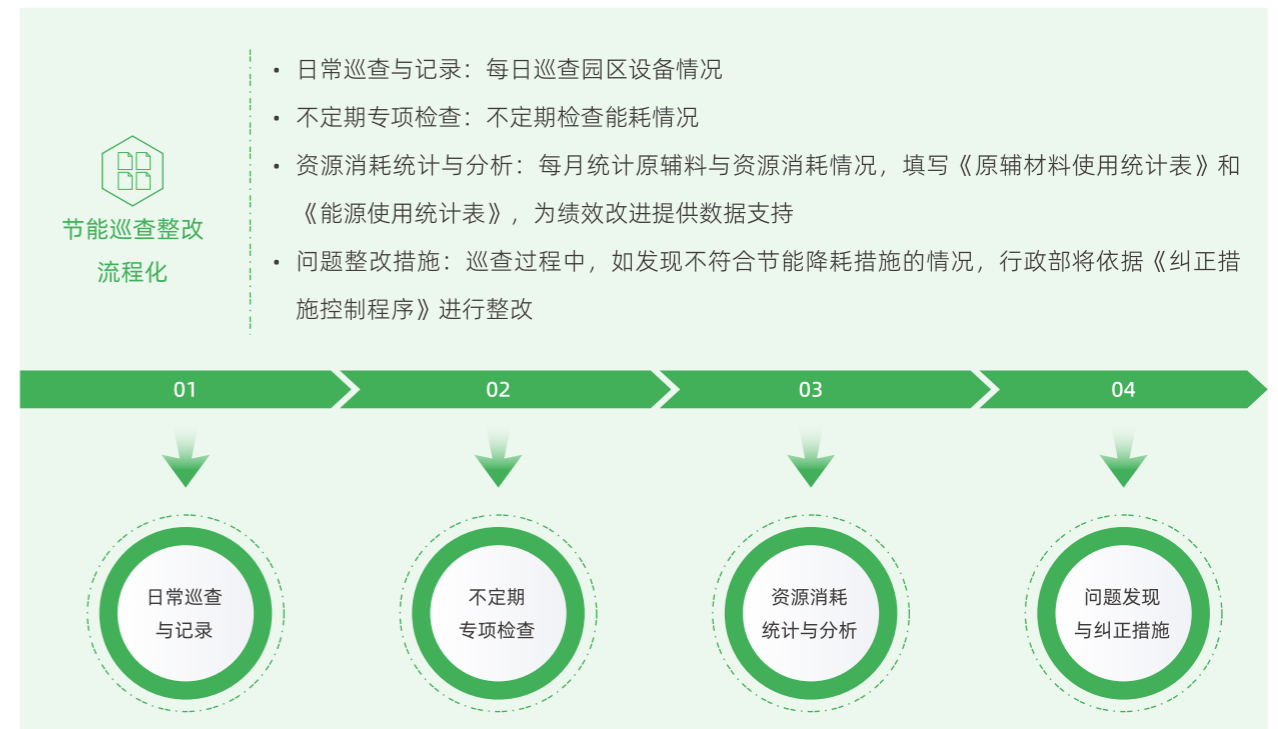 节能巡查整改
流程化
• 日常巡查与记录：每日巡查园区设备情况
• 不定期专项检查：不定期检查能耗情况
• 资源消耗统计与分析：每月统计原辅料与资源消耗情况，填写《原辅材料使用统计表》和
《能源使用统计表》，为绩效改进提供数据支持
• 问题整改措施：巡查过程中，如发现不符合节能降耗措施的情况，行政部将依据《纠正措
施控制程序》进行整改
01
02
03
04
日常巡查
与记录
不定期
专项检查
资源消耗
统计与分析
问题发现
与纠正措施